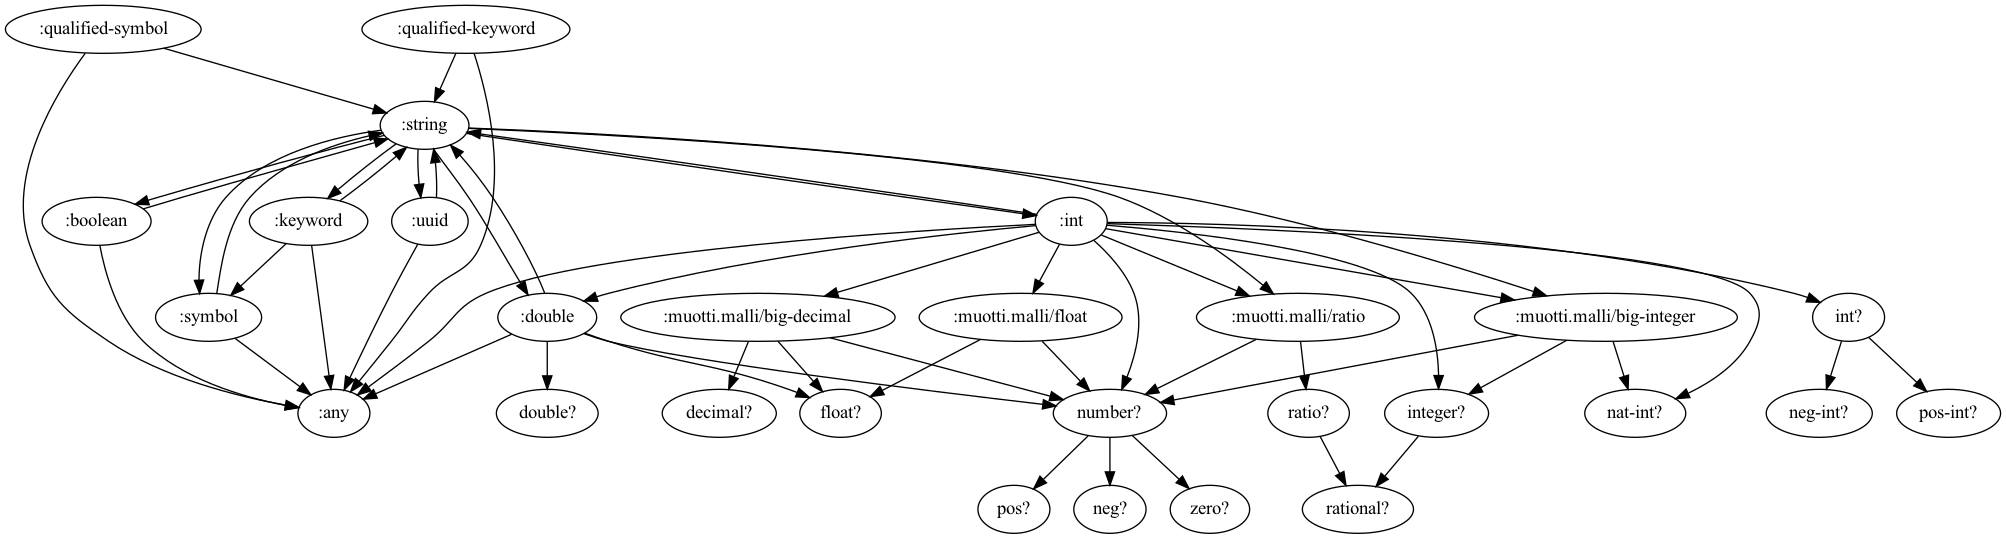 :qualified-symbol
:qualified-keyword
:string
:boolean
:keyword
:uuid
:int
:symbol
:double
:muotti.malli/big-decimal
:muotti.malli/float
:muotti.malli/ratio
:muotti.malli/big-integer
int?
:any
double?
decimal?
float?
number?
ratio?
integer?
nat-int?
neg-int?
pos-int?
pos?
neg?
zero?
rational?